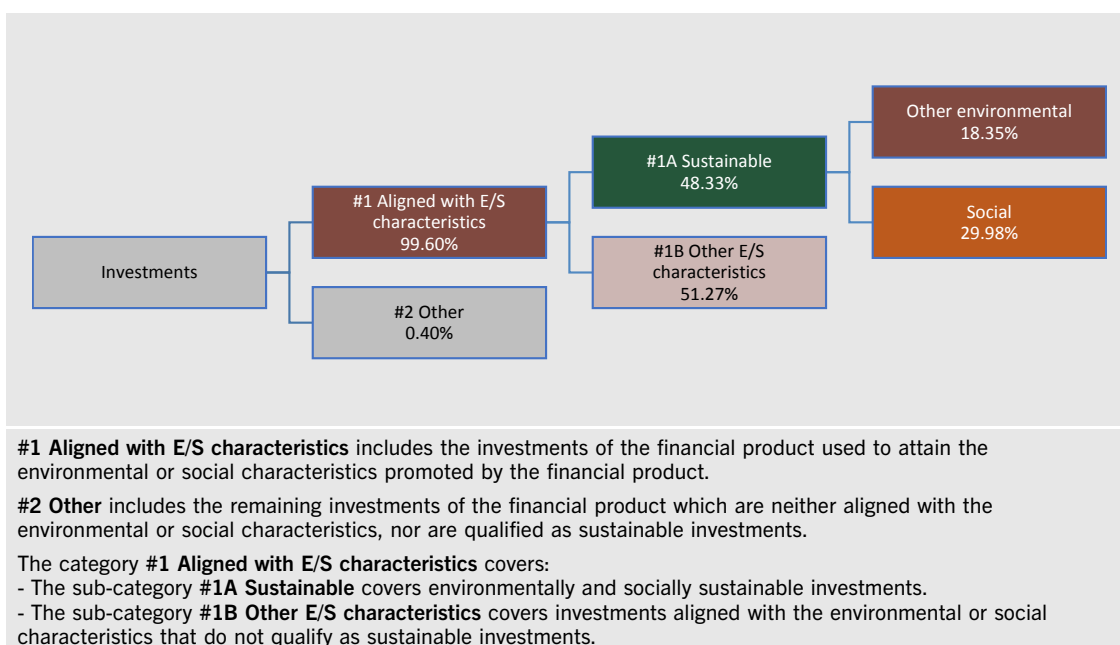 Other environmental
18.35%
#1A Sustainable
48.33%
#1 Aligned with E/S
characteristics
99.60%
Social
29.98%
Investments
#1B Other E/S
characteristics
51.27%
#2 Other
0.40%
#1 Aligned with E/S characteristics includes the investments of the financial product used to attain the
environmental or social characteristics promoted by the financial product.
#2 Other includes the remaining investments of the financial product which are neither aligned with the
environmental or social characteristics, nor are qualified as sustainable investments.
The category #1 Aligned with E/S characteristics covers:
- The sub-category #1A Sustainable covers environmentally and socially sustainable investments.
- The sub-category #1B Other E/S characteristics covers investments aligned with the environmental or social
characteristics that do not qualify as sustainable investments.